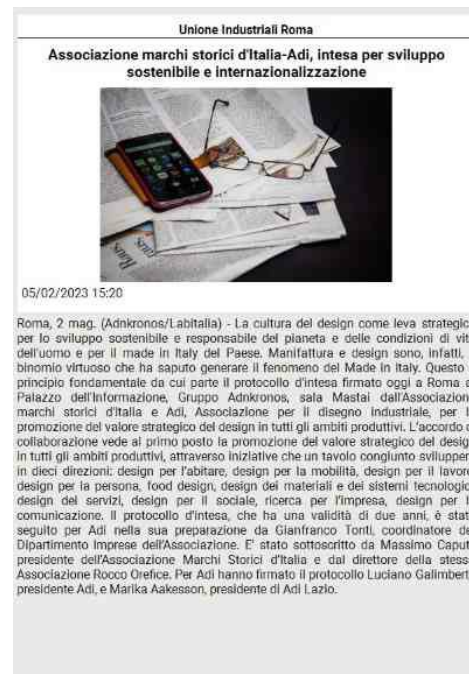 Unione Industriali Roma
Associazione marchi storici d'Italia-Adi, intesa per sviluppo
sostenibile e internazionalizzazione
05/02/2023 15:20
Roma, 2 mag. (Adnkronos/Labitalia) - La cultura del design come leva strategic
per lo sviluppo sostenibile e responsabile del pianeta e delle condizioni di vit
dell'uomo e per il made in Italy del Paese. Manifattura e design sono, infatti,
binomio virtuoso che ha saputo generare il fenomeno del Made in Italy. Questo
principio fondamentale da cui parte il protocollo d'intesa firmato oggi a Roma a
Palazzo dell'Informazione, Gruppo Adnkronos, sala Mastai dall'Association
marchi storici d'Italia e Adi, Associazione per il disegno industriale, per l
promozione del valore strategico del design in tutti gli ambiti produttivi. L'accordo d
collaborazione vede al primo posto la promozione del valore strategico del desig
in tutti gli ambiti produttivi, attraverso iniziative che un tavolo congiunto svilupper
in dieci direzioni: design per l'abitare, design per la mobilità, design per il lavor
design per la persona, food design, design dei materiali e dei sistemi tecnologic
design dei servizi, design per il sociale, ricerca per l'impresa, design per l
comunicazione. Il protocollo d'intesa, che ha una validità di due anni, è stat
seguito per Adi nella sua preparazione da Gianfranco Tonti, coordinatore de
Dipartimento Imprese dell'Associazione. E' stato sottoscritto da Massimo Caput
presidente dell'Associazione Marchi Storici d'Italia e dal direttore della stess
Associazione Rocco Orefice. Per Adi hanno firmato il protocollo Luciano Galimbert
presidente Adi, e Marika Aakesson, presidente di Adi Lazio.